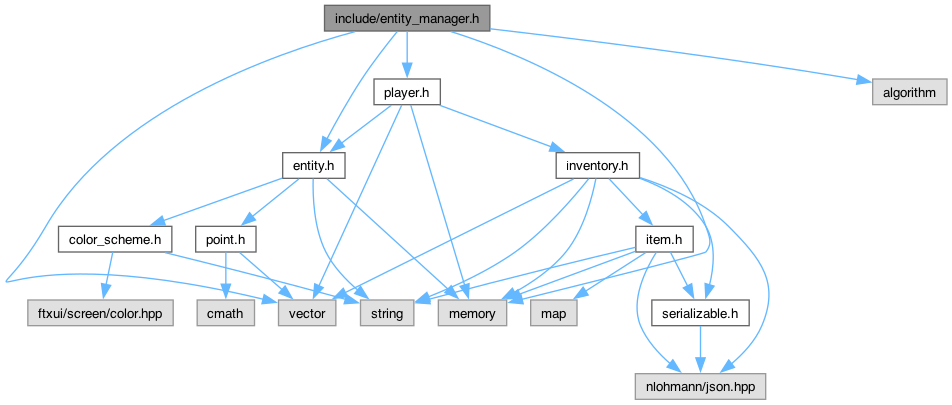 include/entity_manager.h
player.h
algorithm
entity.h
inventory.h
color_scheme.h
point.h
item.h
ftxui/screen/color.hpp
cmath
vector
string
memory
map
serializable.h
nlohmann/json.hpp